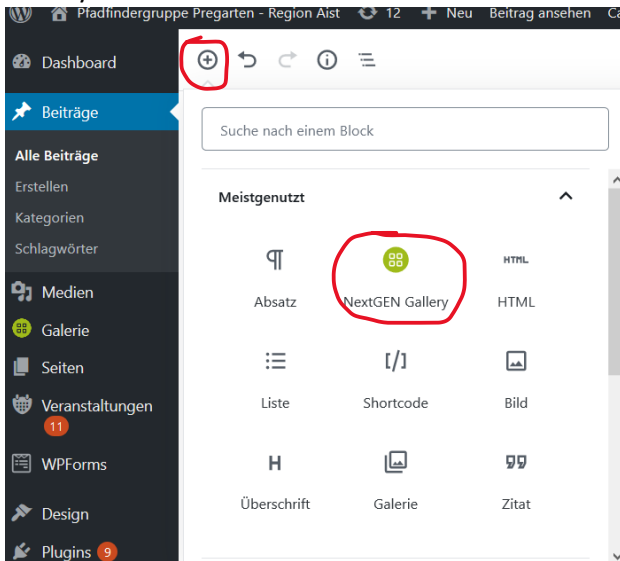 Pfadfindergruppe Pregarten - Region Aist 12 Neu Beitrag ansehen
Dashboard
Beiträge
Alle Beiträge
Erstellen
Kategorien
Schlagwörter
Medien
Galerie
Seiten
Veranstaltungen
11
WPForms
Design
Plugins 9
Suche nach einem Block
Meistgenutzt
Absatz
NextGEN Gallery
HTML
HTML
Liste
[/]
Shortcode
Bild
H
Überschrift
Galerie
Zitat